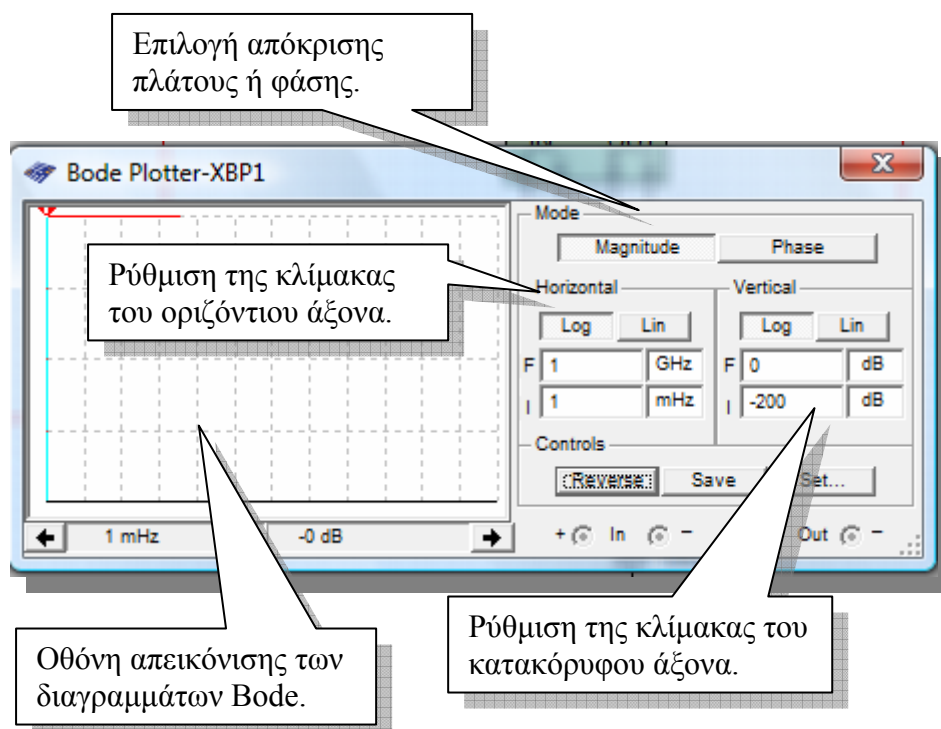 Επιλογή απόκρισης
πλάτους ή φάσης.
Bode Plotter-XBP1
Mode
Magnitude Phase
Ρύθμιση της κλίμακας
του οριζόντιου άξονα.
Horizontal Vertical
Log Lin Log Lin
F 1 GHz F 0 dB
I 1 mHz I -200 dB
Controls
Reverse Save Set...
1 mHz -0 dB + In - Out -
Οθόνη απεικόνισης των
διαγραμμάτων Bode.
Ρύθμιση της κλίμακας του
κατακόρυφου άξονα.